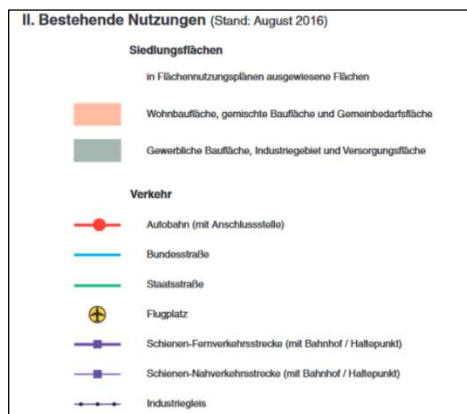 II. Bestehende Nutzungen (Stand: August 2016)
Siedlungsflächen
in Flächennutzungsplänen ausgewiesene Flächen
Wohnbaufläche, gemischte Baufläche und Gemeinbedarfsfläche
Gewerbliche Baufläche, Industriegebiet und Versorgungsfläche
Verkehr
Autobahn (mit Anschlussstelle)
Bundesstraße
Staatsstraße
Flugplatz
Schienen-Fernverkehrsstrecke (mit Bahnhof / Haltepunkt)
Schienen-Nahverkehrsstrecke (mit Bahnhof / Haltepunkt)
Industriegleis